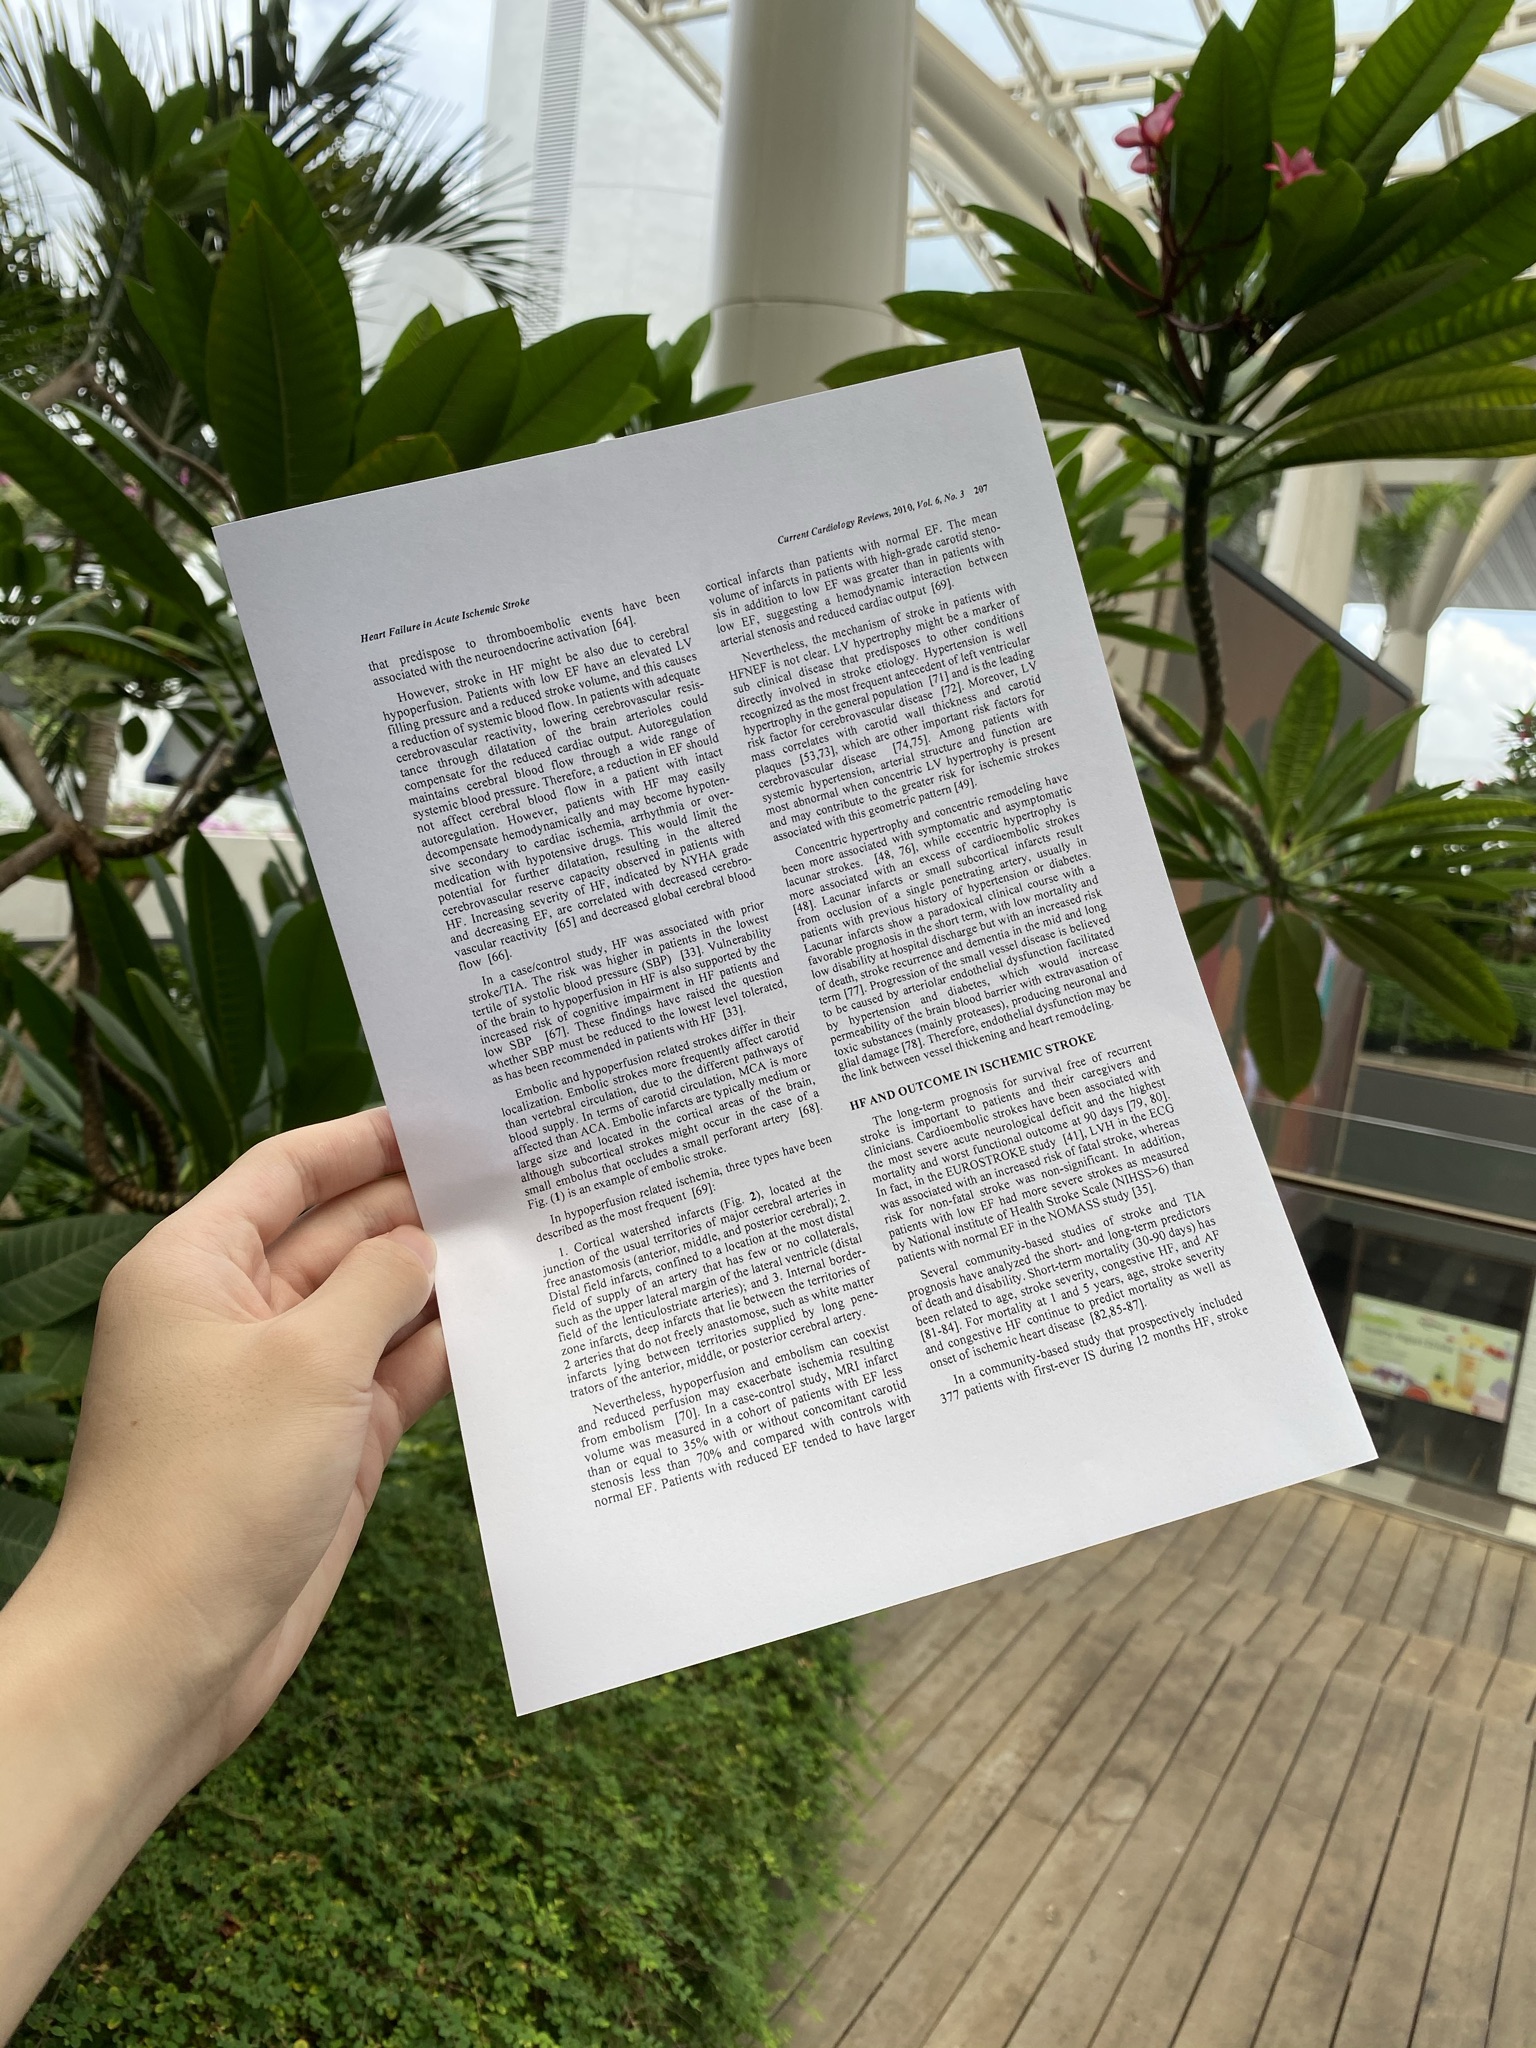 Heart Failure in Acute Ischemic Stroke
Current Cardiology Reviews, 2010, Vol. 6, No. 3 207
that predispose to thromboembolic events have been
associated with the neuroendocrine activation [64].
However, stroke in HF might be also due to cerebral
hypoperfusion. Patients with low EF have an elevated LV
filling pressure and a reduced stroke volume, and this causes
a reduction of systemic blood flow. In patients with adequate
cerebrovascular reactivity, lowering cerebrovascular resis-
tance through dilatation of the brain arterioles could
compensate for the reduced cardiac output. Autoregulation
maintains cerebral blood flow through a wide range of
systemic blood pressure. Therefore, a reduction in EF should
not affect cerebral blood flow in a patient with intact
autoregulation. However, patients with HF may easily
decompensate hemodynamically and may become hypoten-
sive secondary to cardiac ischemia, arrhythmia or over-
medication with hypotensive drugs. This would limit the
potential for further dilatation, resulting in the altered
cerebrovascular reserve capacity observed in patients with
HF. Increasing severity of HF, indicated by NYHA grade
and decreasing EF, are correlated with decreased cerebro-
vascular reactivity [65] and decreased global cerebral blood
flow [66].
In a case/control study, HF was associated with prior
stroke/TIA. The risk was higher in patients in the lowest
tertile of systolic blood pressure (SBP) [33]. Vulnerability
of the brain to hypoperfusion in HF is also supported by the
increased risk of cognitive impairment in HF patients and
low SBP [67]. These findings have raised the question
whether SBP must be reduced to the lowest level tolerated,
as has been recommended in patients with HF [33].
Embolic and hypoperfusion related strokes differ in their
localization. Embolic strokes more frequently affect carotid
than vertebral circulation, due to the different pathways of
blood supply. In terms of carotid circulation, MCA is more
affected than ACA. Embolic infarcts are typically medium or
large size and located in the cortical areas of the brain,
although subcortical strokes might occur in the case of a
small embolus that occludes a small perforant artery [68].
Fig. (1) is an example of embolic stroke.
In hypoperfusion related ischemia, three types have been
described as the most frequent [69]:
1. Cortical watershed infarcts (Fig. 2), located at the
junction of the usual territories of major cerebral arteries in
free anastomosis (anterior, middle, and posterior cerebral); 2.
Distal field infarcts, confined to a location at the most distal
field of supply of an artery that has few or no collaterals,
such as the upper lateral margin of the lateral ventricle (distal
field of the lenticulostriate arteries); and 3. Internal border-
zone infarcts, deep infarcts that lie between the territories of
2 arteries that do not freely anastomose, such as white matter
infarcts lying between territories supplied by long pene-
trators of the anterior, middle, or posterior cerebral artery.
Nevertheless, hypoperfusion and embolism can coexist
and reduced perfusion may exacerbate ischemia resulting
from embolism [70]. In a case-control study, MRI infarct
volume was measured in a cohort of patients with EF less
than or equal to 35% with or without concomitant carotid
stenosis less than 70% and compared with controls with
normal EF. Patients with reduced EF tended to have larger
cortical infarcts than patients with normal EF. The mean
volume of infarcts in patients with high-grade carotid steno-
sis in addition to low EF was greater than in patients with
low EF, suggesting a hemodynamic interaction between
arterial stenosis and reduced cardiac output [69].
Nevertheless, the mechanism of stroke in patients with
HFNEF is not clear. LV hypertrophy might be a marker of
sub clinical disease that predisposes to other conditions
directly involved in stroke etiology. Hypertension is well
recognized as the most frequent antecedent of left ventricular
hypertrophy in the general population [71] and is the leading
risk factor for cerebrovascular disease [72]. Moreover, LV
mass correlates with carotid wall thickness and carotid
plaques [53,73], which are other important risk factors for
cerebrovascular disease [74,75]. Among patients with
systemic hypertension, arterial structure and function are
most abnormal when concentric LV hypertrophy is present
and may contribute to the greater risk for ischemic strokes
associated with this geometric pattern [49].
Concentric hypertrophy and concentric remodeling have
been more associated with symptomatic and asymptomatic
lacunar strokes. [48, 76], while eccentric hypertrophy is
more associated with an excess of cardioembolic strokes
[48]. Lacunar infarcts or small subcortical infarcts result
from occlusion of a single penetrating artery, usually in
patients with previous history of hypertension or diabetes.
Lacunar infarcts show a paradoxical clinical course with a
favorable prognosis in the short term, with low mortality and
low disability at hospital discharge but with an increased risk
of death, stroke recurrence and dementia in the mid and long
term [77]. Progression of the small vessel disease is believed
to be caused by arteriolar endothelial dysfunction facilitated
by hypertension and diabetes, which would increase
permeability of the brain blood barrier with extravasation of
toxic substances (mainly proteases), producing neuronal and
glial damage [78]. Therefore, endothelial dysfunction may be
the link between vessel thickening and heart remodeling.
HF AND OUTCOME IN ISCHEMIC STROKE
The long-term prognosis for survival free of recurrent
stroke is important to patients and their caregivers and
clinicians. Cardioembolic strokes have been associated with
the most severe acute neurological deficit and the highest
mortality and worst functional outcome at 90 days [79, 80].
In fact, in the EUROSTROKE study [41], LVH in the ECG
was associated with an increased risk of fatal stroke, whereas
risk for non-fatal stroke was non-significant. In addition,
patients with low EF had more severe strokes as measured
by National institute of Health Stroke Scale (NIHSS>6) than
patients with normal EF in the NOMASS study [35].
Several community-based studies of stroke and TIA
prognosis have analyzed the short- and long-term predictors
of death and disability. Short-term mortality (30-90 days) has
been related to age, stroke severity, congestive HF, and AF
[81-84]. For mortality at 1 and 5 years, age, stroke severity
and congestive HF continue to predict mortality as well as
onset of ischemic heart disease [82,85-87].
In a community-based study that prospectively included
377 patients with first-ever IS during 12 months HF, stroke